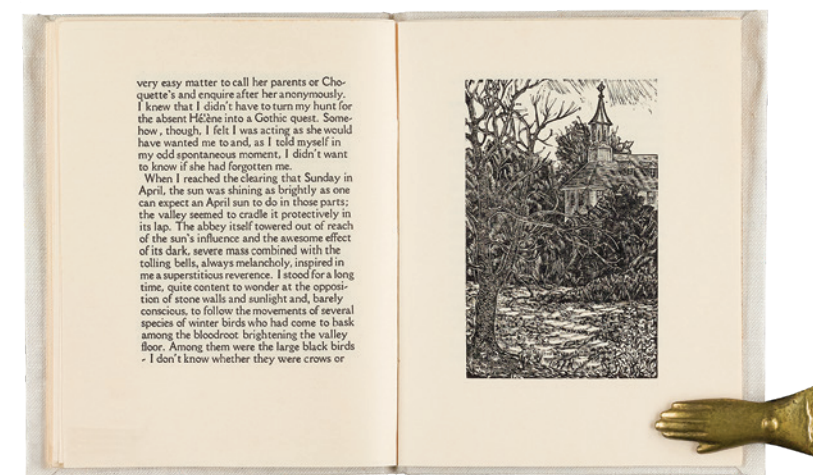 very easy matter to call her parents or Cho-
quette's and enquire after her anonymously.
I knew that I didn't have to turn my hunt for
the absent Hélène into a Gothic quest. Some-
how, though, I felt I was acting as she would
have wanted me to and, as I told myself in
my odd spontaneous moment, I didn't want
to know if she had forgotten me.
When I reached the clearing that Sunday in
April, the sun was shining as brightly as one
can expect an April sun to do in those parts;
the valley seemed to cradle it protectively in
its lap. The abbey itself towered out of reach
of the sun's influence and the awesome effect
of its dark, severe mass combined with the
tolling bells, always melancholy, inspired in
me a superstitious reverence. I stood for a long
time, quite content to wonder at the opposi-
tion of stone walls and sunlight and, barely
conscious, to follow the movements of several
species of winter birds who had come to bask
among the bloodroot brightening the valley
floor. Among them were the large black birds
- I don't know whether they were crows or